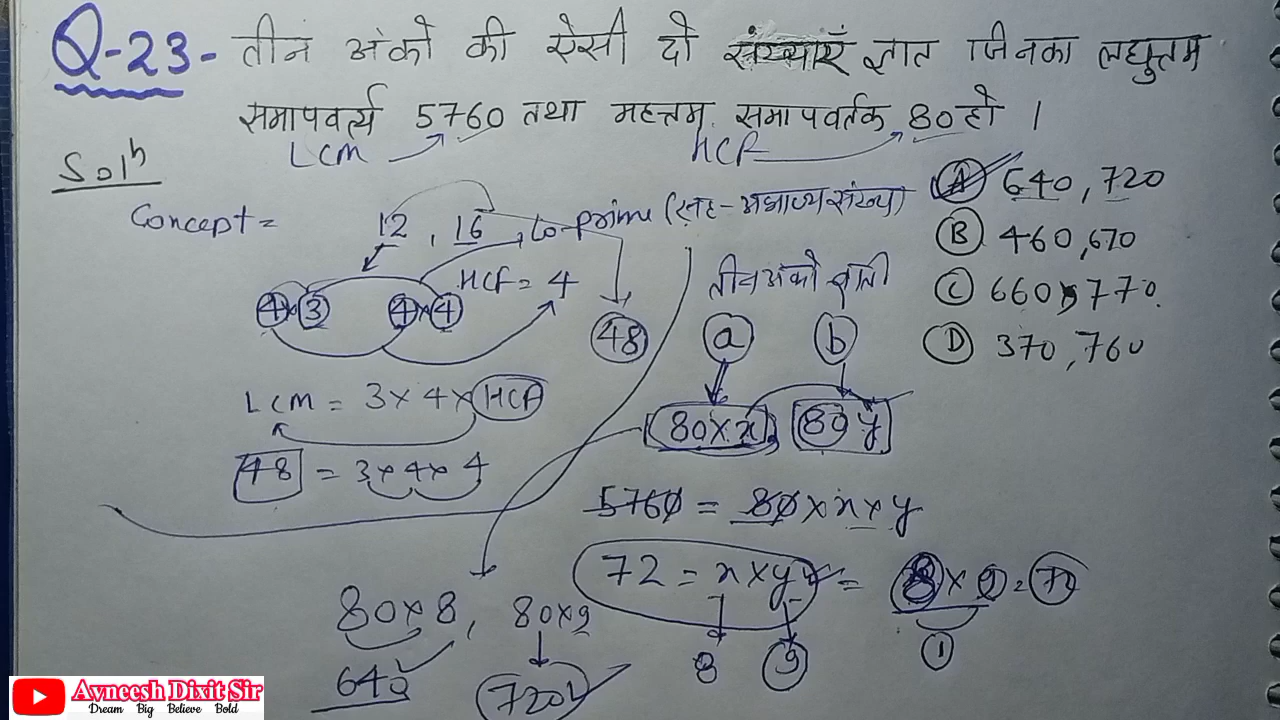 Q-23- तीन अंको की ऐसी दो संख्याएँ ज्ञात जिनका लघुत्तम
समापवर्त्य 5760 तथा महत्तम समापवर्तक 80 हो ।
LCM HCF
Solⁿ
Concept = 12, 16, Co-prime (सह-अभाज्य संख्या)
HCF = 4
4×3 4×4
48
LCM = 3×4×HCF
48 = 3×4×4
(A) 640, 720
(B) 460, 670
(C) 660, 770.
(D) 370, 760
तीन अंको वाली
a b
80×x, 80y
5760 = 80×x×y
72 = x×y = 8×9 = 72
8 9
1
80×8, 80×9
640 720
Avneesh Dixit Sir
Dream Big Believe Bold